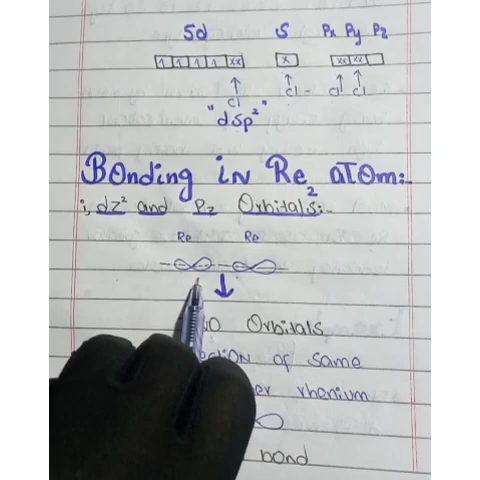 5d S Px Py Pz
1 1 1 1 xx x xx xx
Cl Cl - Cl Cl
"dsp²"
Bonding in Re₂ atom:-
i, dz² and Pz Orbitals:-
Re Re
Orbitals
of same
rhenium
bond